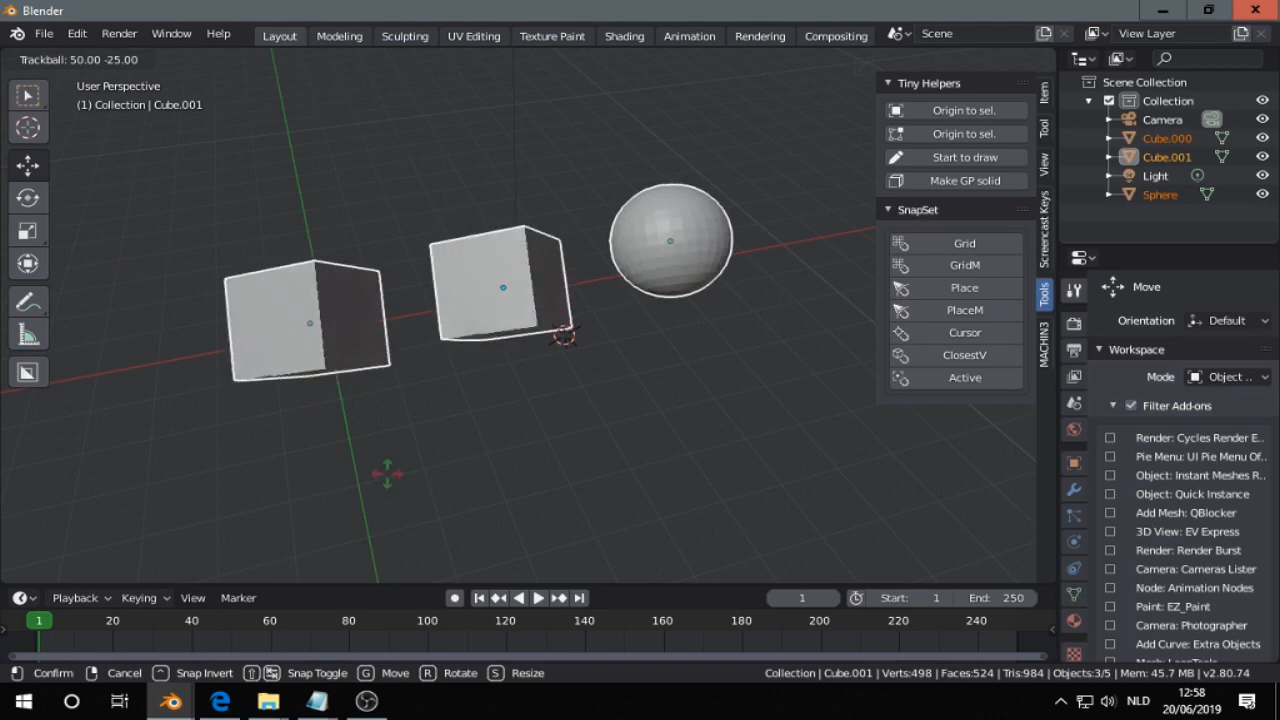 Blender
File Edit Render Window Help Layout Modeling Sculpting UV Editing Texture Paint Shading Animation Rendering Compositing Scene View Layer
Trackball: 50.00 -25.00
User Perspective
(1) Collection | Cube.001
Tiny Helpers
Origin to sel.
Origin to sel.
Start to draw
Make GP solid
SnapSet
Grid
GridM
Place
PlaceM
Cursor
ClosestV
Active
Item
Tool
View
Screencast Keys
Tools
MACHIN3
Scene Collection
Collection
Camera
Cube.000
Cube.001
Light
Sphere
Move
Orientation Default
Workspace
Mode Object ..
Filter Add-ons
Render: Cycles Render E..
Pie Menu: UI Pie Menu Of..
Object: Instant Meshes R..
Object: Quick Instance
Add Mesh: QBlocker
3D View: EV Express
Render: Render Burst
Camera: Cameras Lister
Node: Animation Nodes
Paint: EZ_Paint
Camera: Photographer
Add Curve: Extra Objects
Playback Keying View Marker 1 Start: 1 End: 250
1 20 40 60 80 100 120 140 160 180 200 220 240
Confirm Cancel Snap Invert Snap Toggle G Move R Rotate S Resize Collection | Cube.001 | Verts:498 | Faces:524 | Tris:984 | Objects:3/5 | Mem: 45.7 MB | v2.80.74
NLD
12:58
20/06/2019